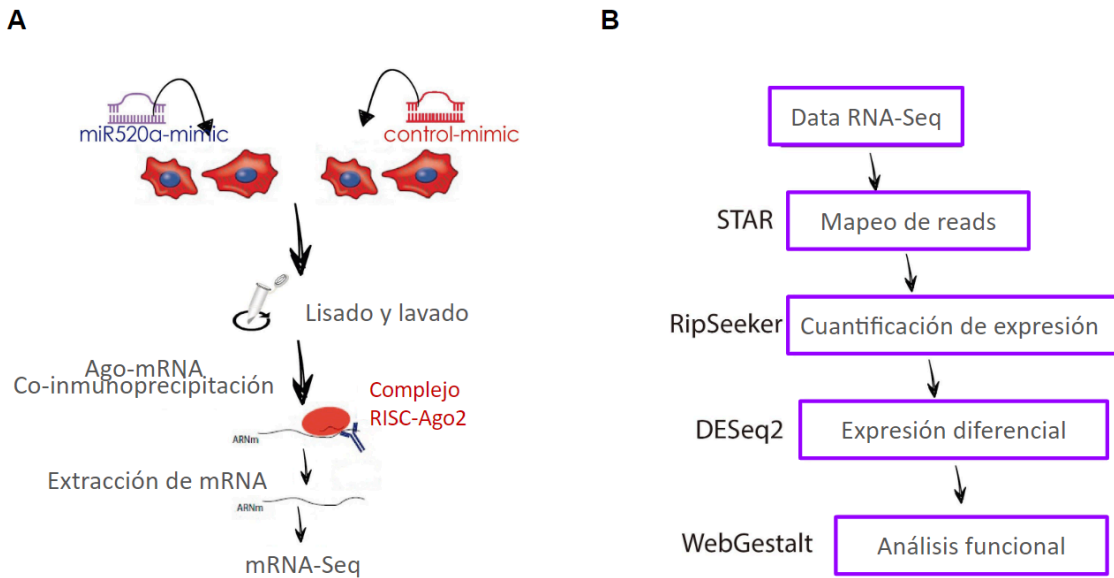 A
miR520a-mimic
control-mimic
Lisado y lavado
Ago-mRNA
Co-inmunoprecipitación
Complejo
RISC-Ago2
ARNm
Extracción de mRNA
ARNm
mRNA-Seq
B
Data RNA-Seq
STAR
Mapeo de reads
RipSeeker
Cuantificación de expresión
DESeq2
Expresión diferencial
WebGestalt
Análisis funcional